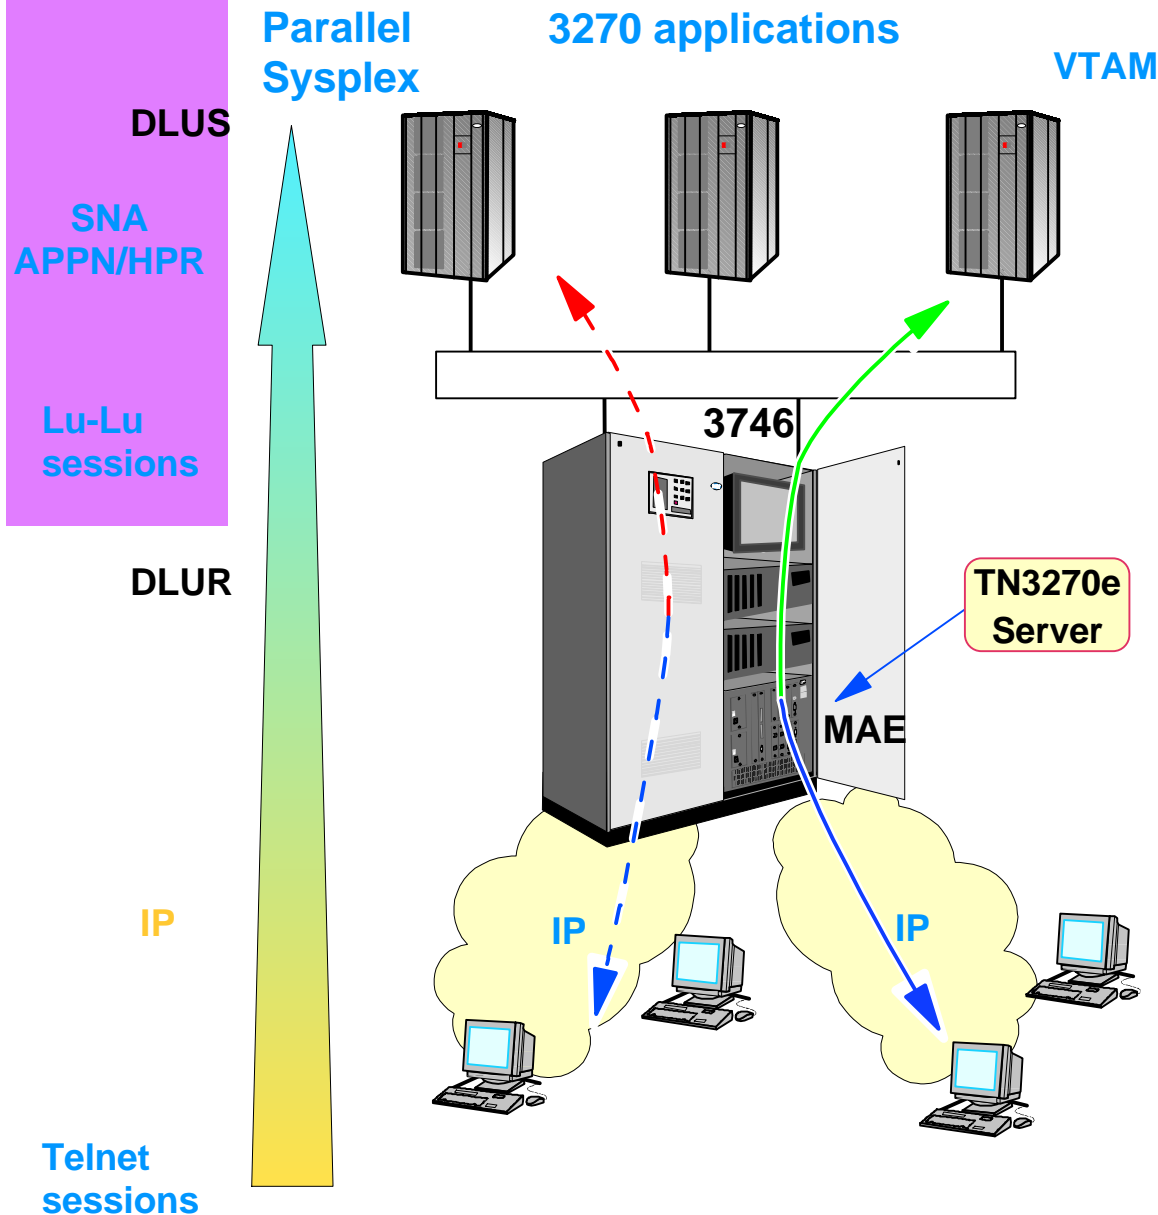 Parallel
Sysplex
3270 applications
VTAM
DLUS
SNA
APPN/HPR
Lu-Lu
sessions
3746
DLUR
TN3270e
Server
MAE
IP
IP
IP
Telnet
sessions